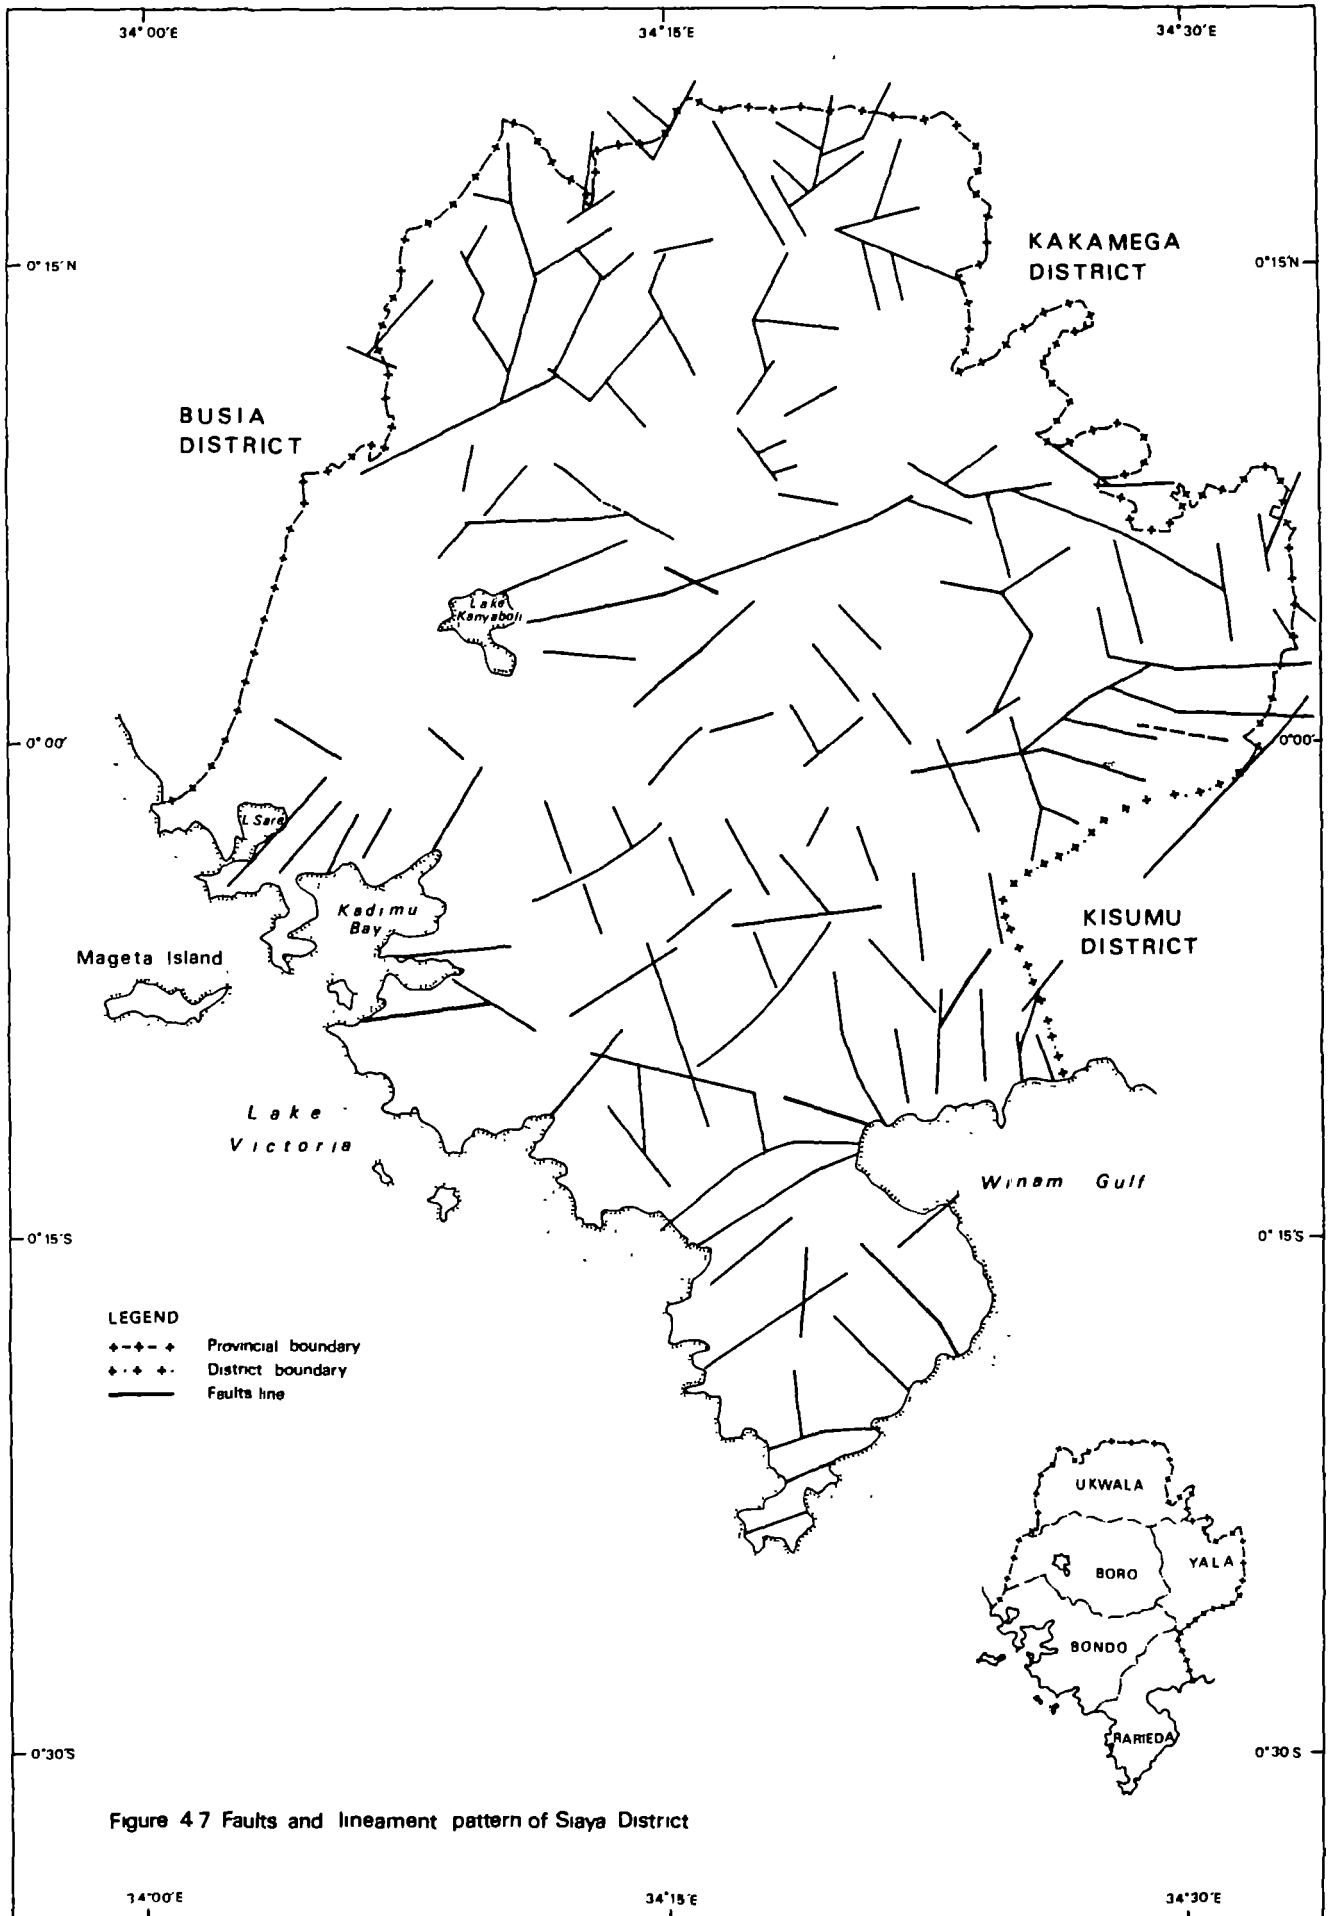 34°00'E 34°15'E 34°30'E
0°15'N
KAKAMEGA
DISTRICT
0°15'N
BUSIA
DISTRICT
Lake
Kanyaboli
0°00'
0°00'
L Sare
Kadimu
Bay
KISUMU
DISTRICT
Mageta Island
Lake
Victoria
Winam Gulf
0°15'S
0°15'S
LEGEND
Provincial boundary
District boundary
Faults line
UKWALA
YALA
BORO
BONDO
RARIEDA
0°30'S
0°30'S
Figure 4 7 Faults and lineament pattern of Siaya District
34°00'E 34°15'E 34°30'E